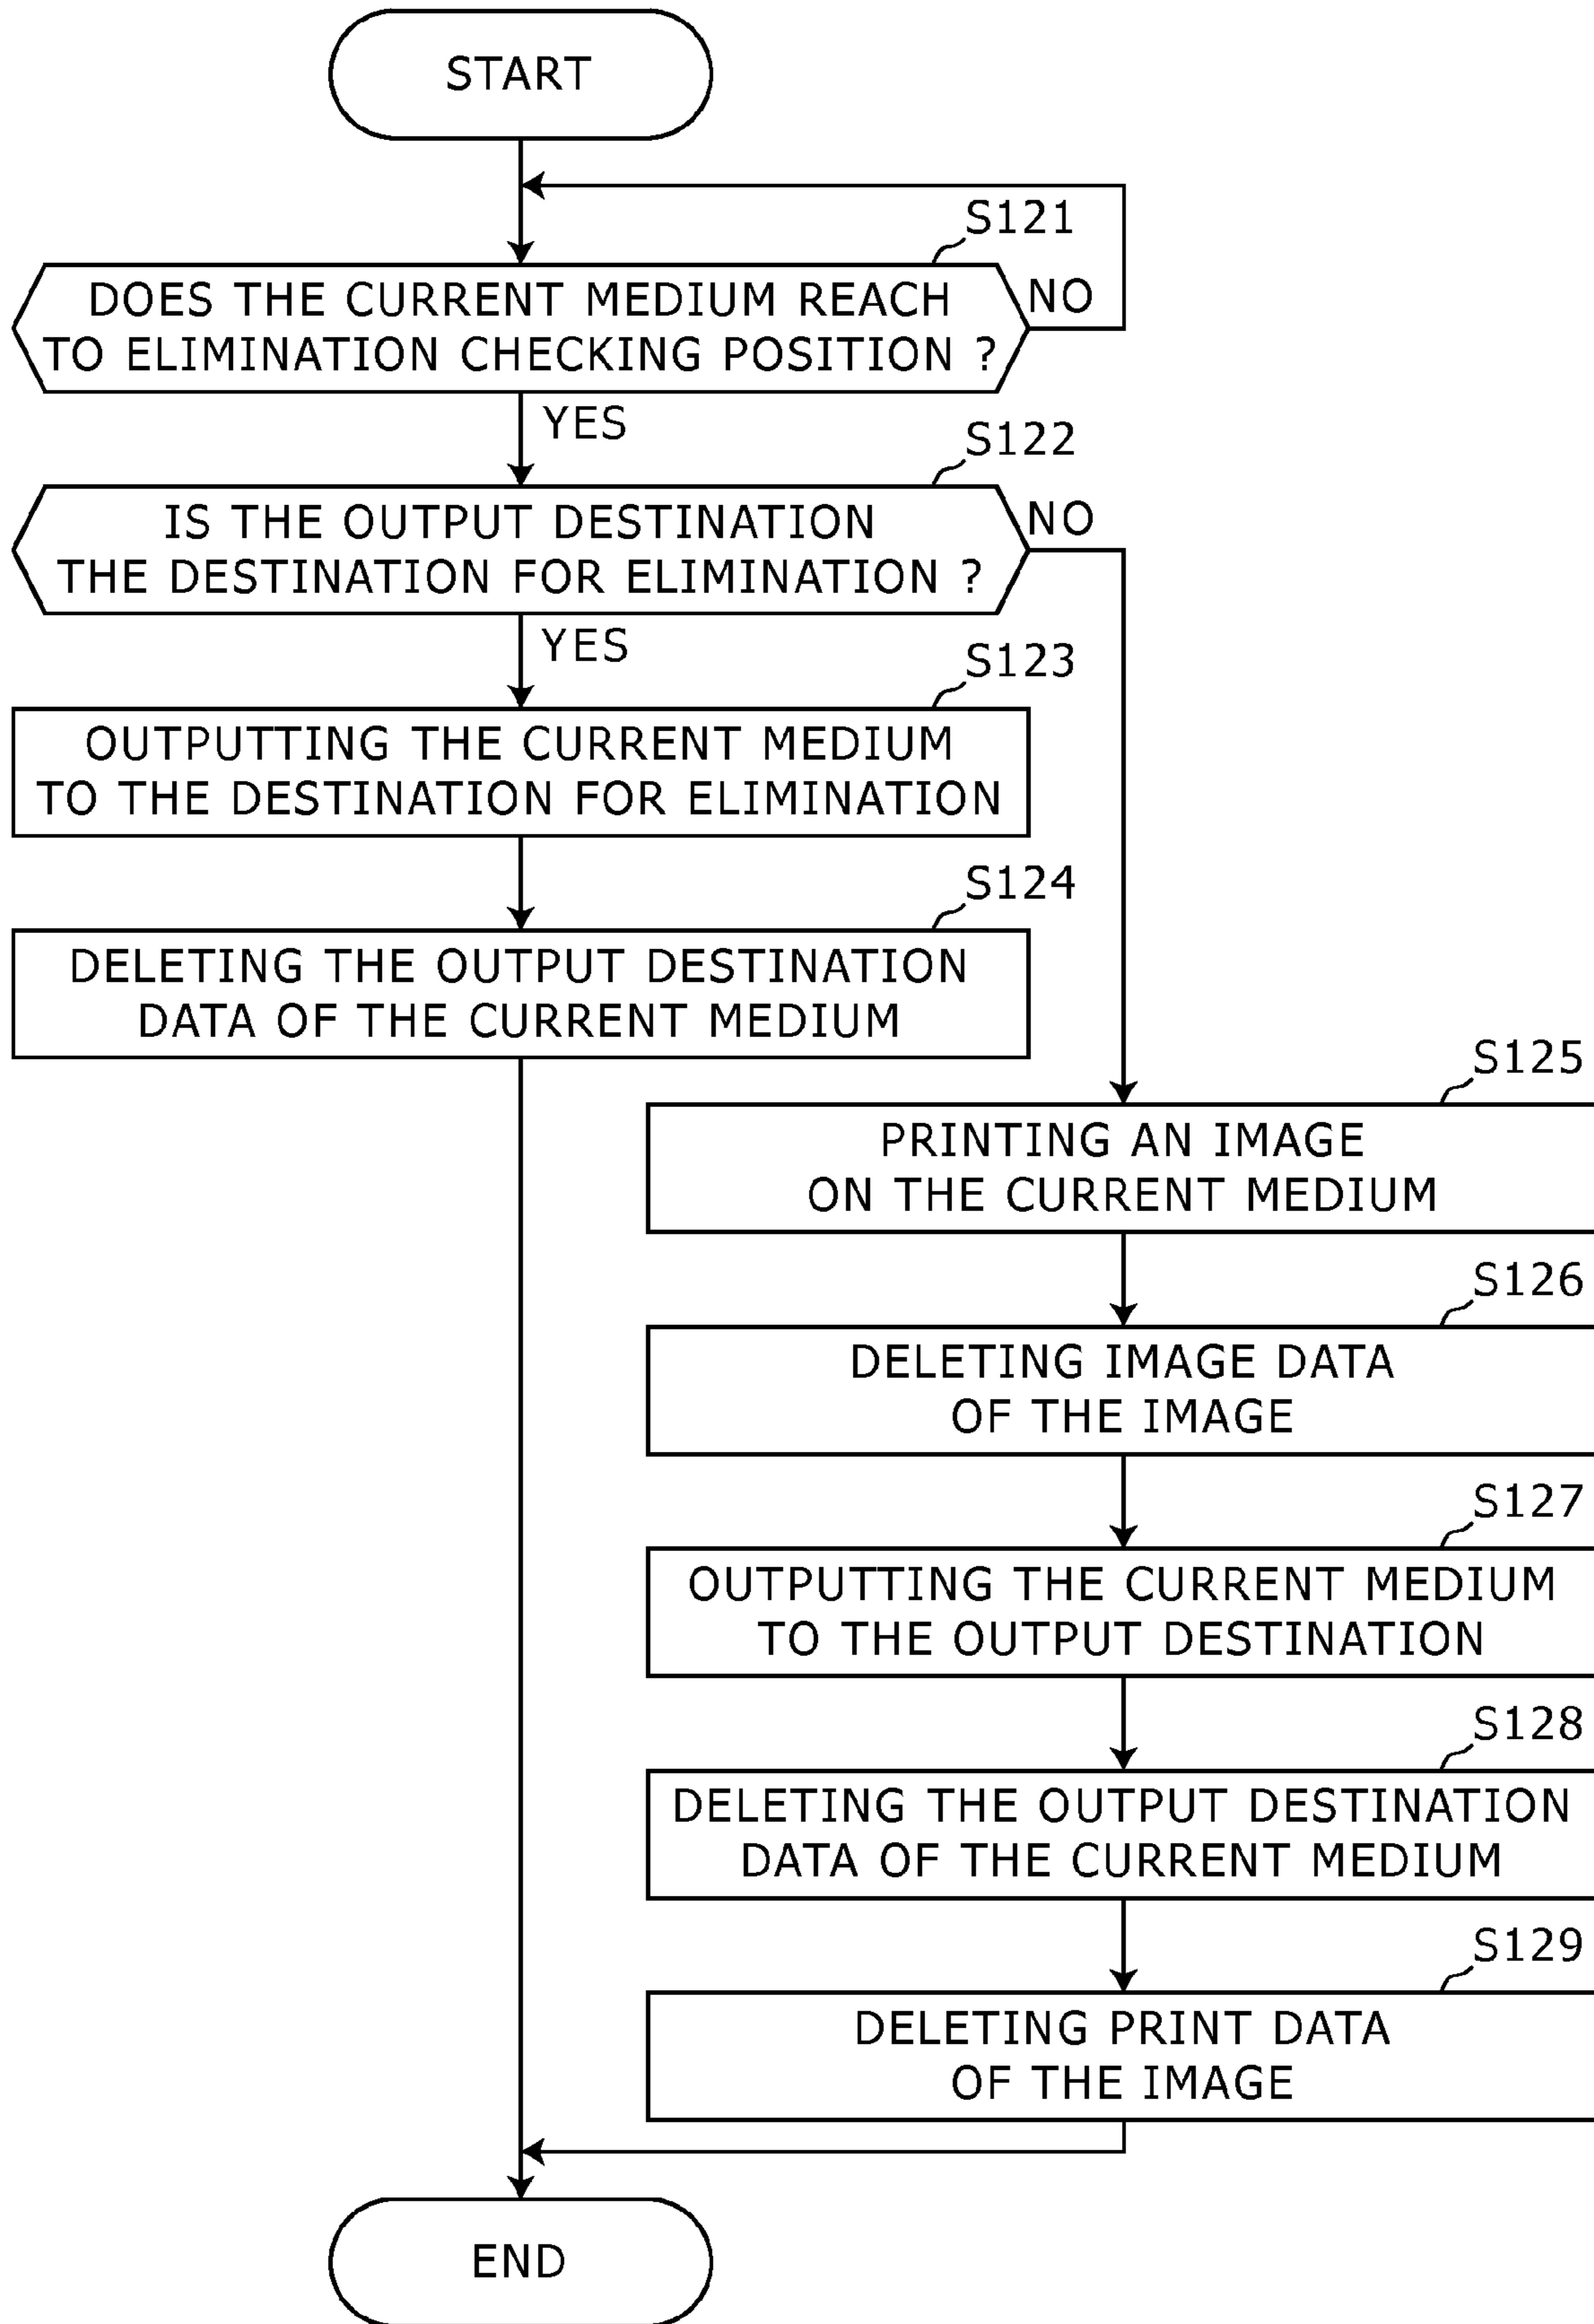 START
S121
DOES THE CURRENT MEDIUM REACH
TO ELIMINATION CHECKING POSITION ?
NO
YES
S122
IS THE OUTPUT DESTINATION
THE DESTINATION FOR ELIMINATION ?
NO
YES
S123
OUTPUTTING THE CURRENT MEDIUM
TO THE DESTINATION FOR ELIMINATION
S124
DELETING THE OUTPUT DESTINATION
DATA OF THE CURRENT MEDIUM
S125
PRINTING AN IMAGE
ON THE CURRENT MEDIUM
S126
DELETING IMAGE DATA
OF THE IMAGE
S127
OUTPUTTING THE CURRENT MEDIUM
TO THE OUTPUT DESTINATION
S128
DELETING THE OUTPUT DESTINATION
DATA OF THE CURRENT MEDIUM
S129
DELETING PRINT DATA
OF THE IMAGE
END